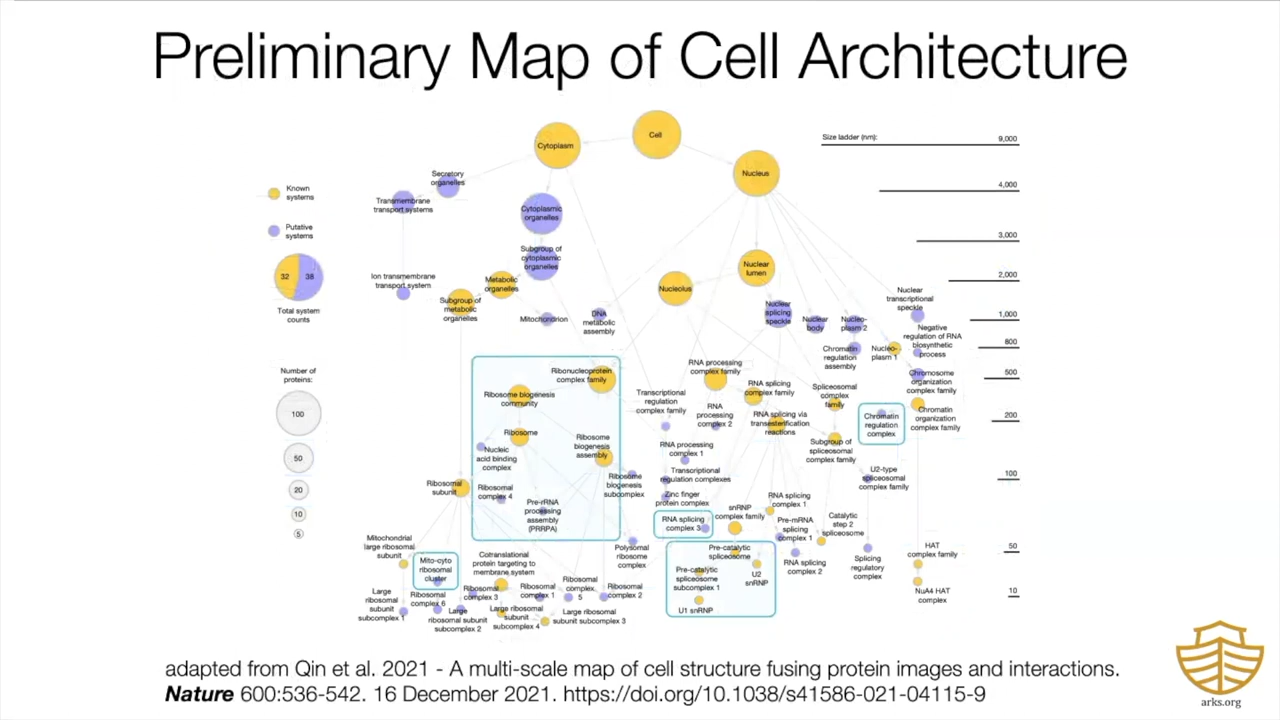 Preliminary Map of Cell Architecture
Cell
Cytoplasm
Nucleus
Size ladder (nm):
9,000
4,000
3,000
2,000
1,000
800
500
200
100
50
10
Known
systems
Putative
systems
32
38
Total system
counts
Number of
proteins:
100
50
20
10
5
Secretory
organelles
Transmembrane
transport systems
Cytoplasmic
organelles
Subgroup of
cytoplasmic
organelles
Ion transmembrane
transport system
Metabolic
organelles
Subgroup of
metabolic
organelles
Mitochondrion
DNA
metabolic
assembly
Nucleolus
Nuclear
lumen
Nuclear
splicing
speckle
Nuclear
body
Nucleo-
plasm 2
Nuclear
transcriptional
speckle
Chromatin
regulation
assembly
Nucleo-
plasm 1
Negative
regulation of RNA
biosynthetic
process
Chromosome
organization
complex family
Chromatin
organization
complex family
Chromatin
regulation
complex
Ribonucleoprotein
complex family
Ribosome biogenesis
community
Ribosome
Ribosome
biogenesis
assembly
Nucleic
acid binding
complex
Ribosomal
subunit
Ribosomal
complex 4
Pre-rRNA
processing
assembly
(PRRPA)
Ribosome
biogenesis
subcomplex
RNA processing
complex family
Transcriptional
regulation
complex family
RNA
processing
complex 2
RNA splicing
complex family
RNA splicing via
transesterification
reactions
Spliceosomal
complex
family
Subgroup of
spliceosomal
complex family
RNA processing
complex 1
Transcriptional
regulation complexes
Zinc finger
protein complex
RNA splicing
complex 3
snRNP
complex family
RNA splicing
complex 1
Pre-mRNA
splicing
complex 1
Catalytic
step 2
spliceosome
U2-type
spliceosomal
complex family
Mitochondrial
large ribosomal
subunit
Mito-cyto
ribosomal
cluster
Cotranslational
protein targeting to
membrane system
Polysomal
ribosome
complex
Pre-catalytic
spliceosome
Pre-catalytic
spliceosome
subcomplex 1
U2
snRNP
U1 snRNP
RNA splicing
complex 2
Splicing
regulatory
complex
HAT
complex family
NuA4 HAT
complex
Large
ribosomal
subunit
subcomplex 1
Ribosomal
complex 6
Ribosomal
complex 3
Ribosomal
complex 1
Ribosomal
complex
5
Ribosomal
complex 2
Large
ribosomal subunit
subcomplex 2
Large ribosomal
subunit
subcomplex 4
Large ribosomal
subunit subcomplex 3
adapted from Qin et al. 2021 - A multi-scale map of cell structure fusing protein images and interactions.
Nature 600:536-542. 16 December 2021. https://doi.org/10.1038/s41586-021-04115-9
arks.org